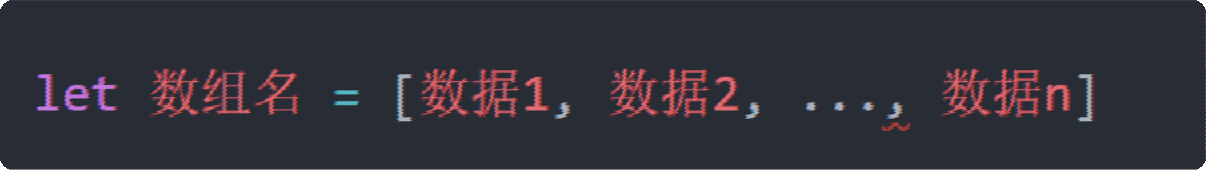 let 数组名 = [数据1, 数据2, ..., 数据n]